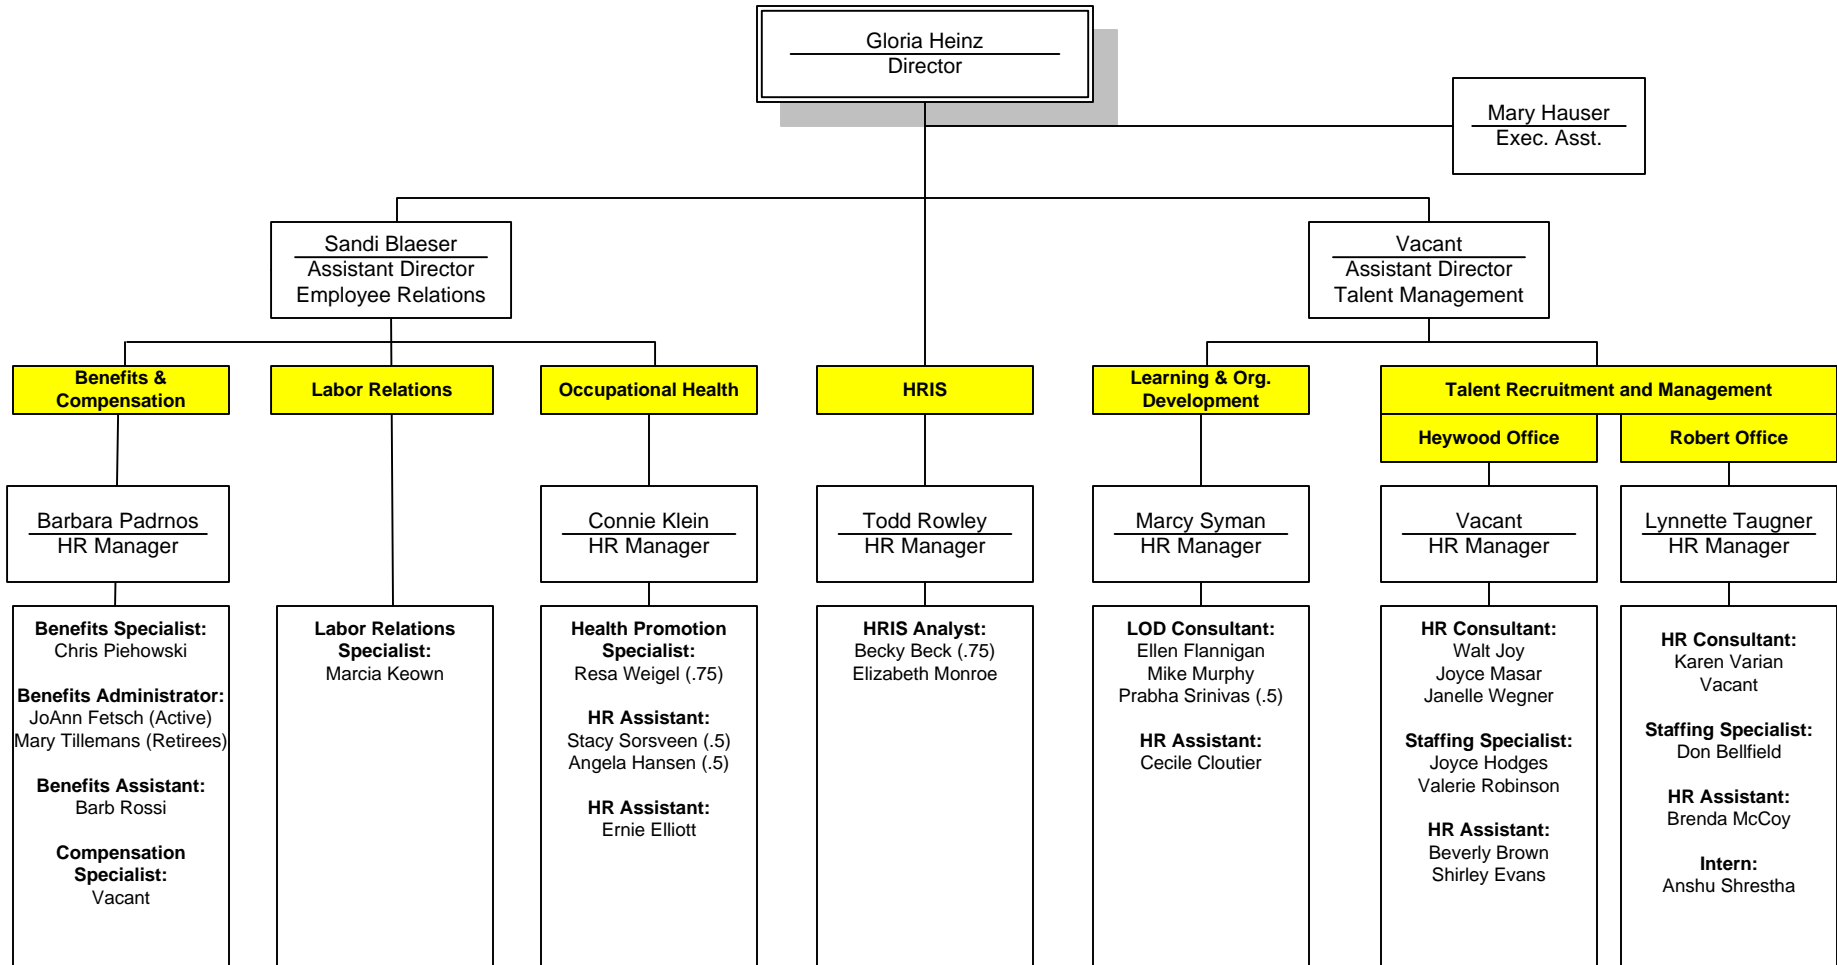 Gloria Heinz
Director
Mary Hauser
Exec. Asst.
Sandi Blaeser
Assistant Director
Employee Relations
Vacant
Assistant Director
Talent Management
Benefits &
Compensation
Labor Relations
Occupational Health
HRIS
Learning & Org.
Development
Talent Recruitment and Management
Heywood Office
Robert Office
Barbara Padrnos
HR Manager
Connie Klein
HR Manager
Todd Rowley
HR Manager
Marcy Syman
HR Manager
Vacant
HR Manager
Lynnette Taugner
HR Manager
Benefits Specialist:
Chris Piehowski
Benefits Administrator:
JoAnn Fetsch (Active)
Mary Tillemans (Retirees)
Benefits Assistant:
Barb Rossi
Compensation
Specialist:
Vacant
Labor Relations
Specialist:
Marcia Keown
Health Promotion
Specialist:
Resa Weigel (.75)
HR Assistant:
Stacy Sorsveen (.5)
Angela Hansen (.5)
HR Assistant:
Ernie Elliott
HRIS Analyst:
Becky Beck (.75)
Elizabeth Monroe
LOD Consultant:
Ellen Flannigan
Mike Murphy
Prabha Srinivas (.5)
HR Assistant:
Cecile Cloutier
HR Consultant:
Walt Joy
Joyce Masar
Janelle Wegner
Staffing Specialist:
Joyce Hodges
Valerie Robinson
HR Assistant:
Beverly Brown
Shirley Evans
HR Consultant:
Karen Varian
Vacant
Staffing Specialist:
Don Bellfield
HR Assistant:
Brenda McCoy
Intern:
Anshu Shrestha